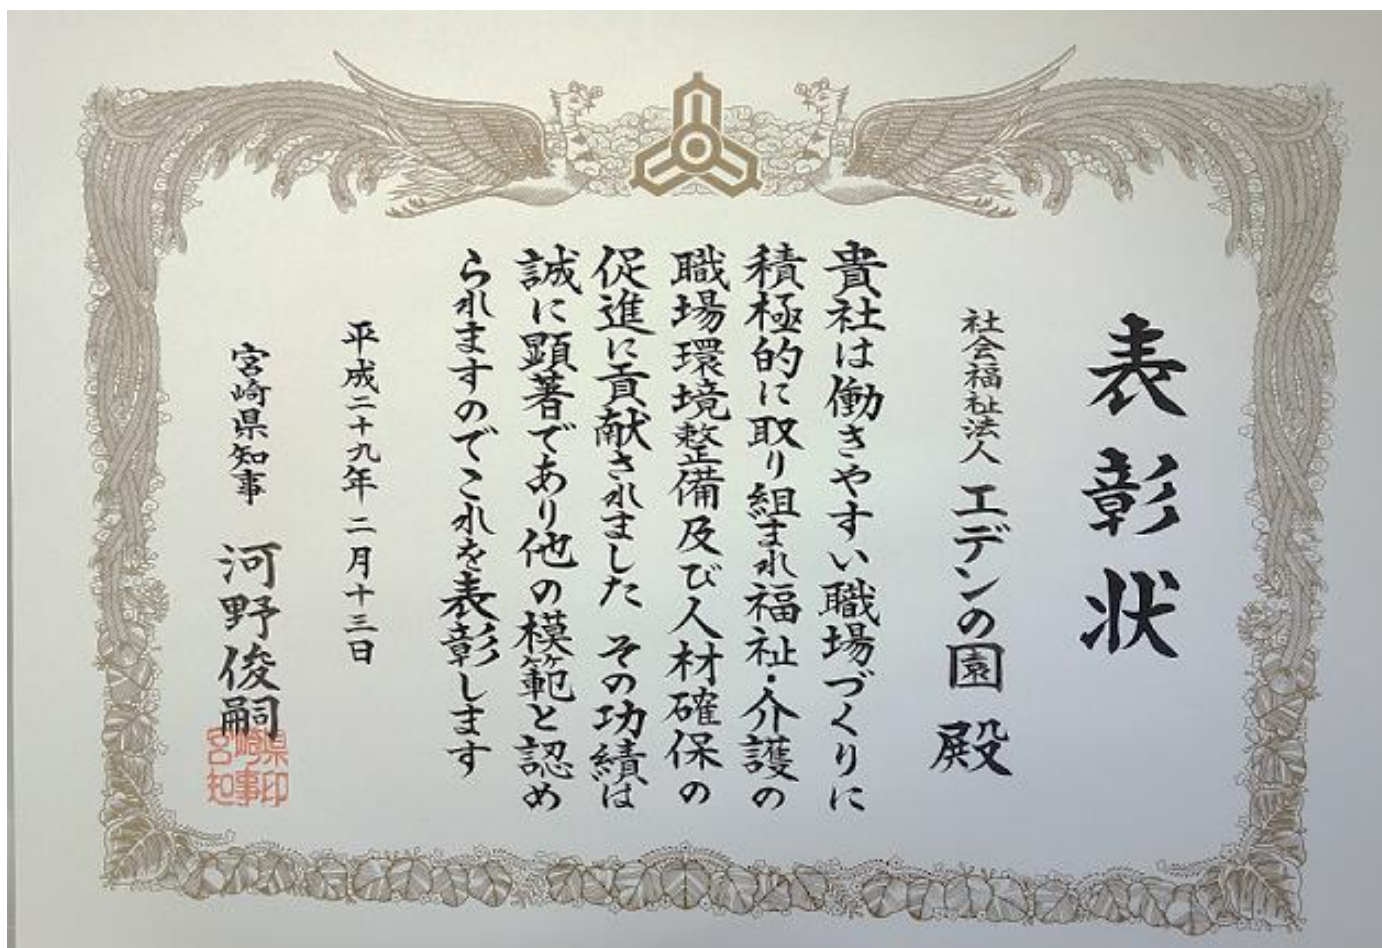 表彰状
社会福祉法人 エデンの園 殿
貴社は働きやすい職場づくりに
積極的に取り組まれ福祉・介護の
職場環境整備及び人材確保の
促進に貢献されました その功績は
誠に顕著であり他の模範と認め
られますのでこれを表彰します
平成二十九年二月十三日
宮崎県知事 河野俊嗣
宮崎県知事印